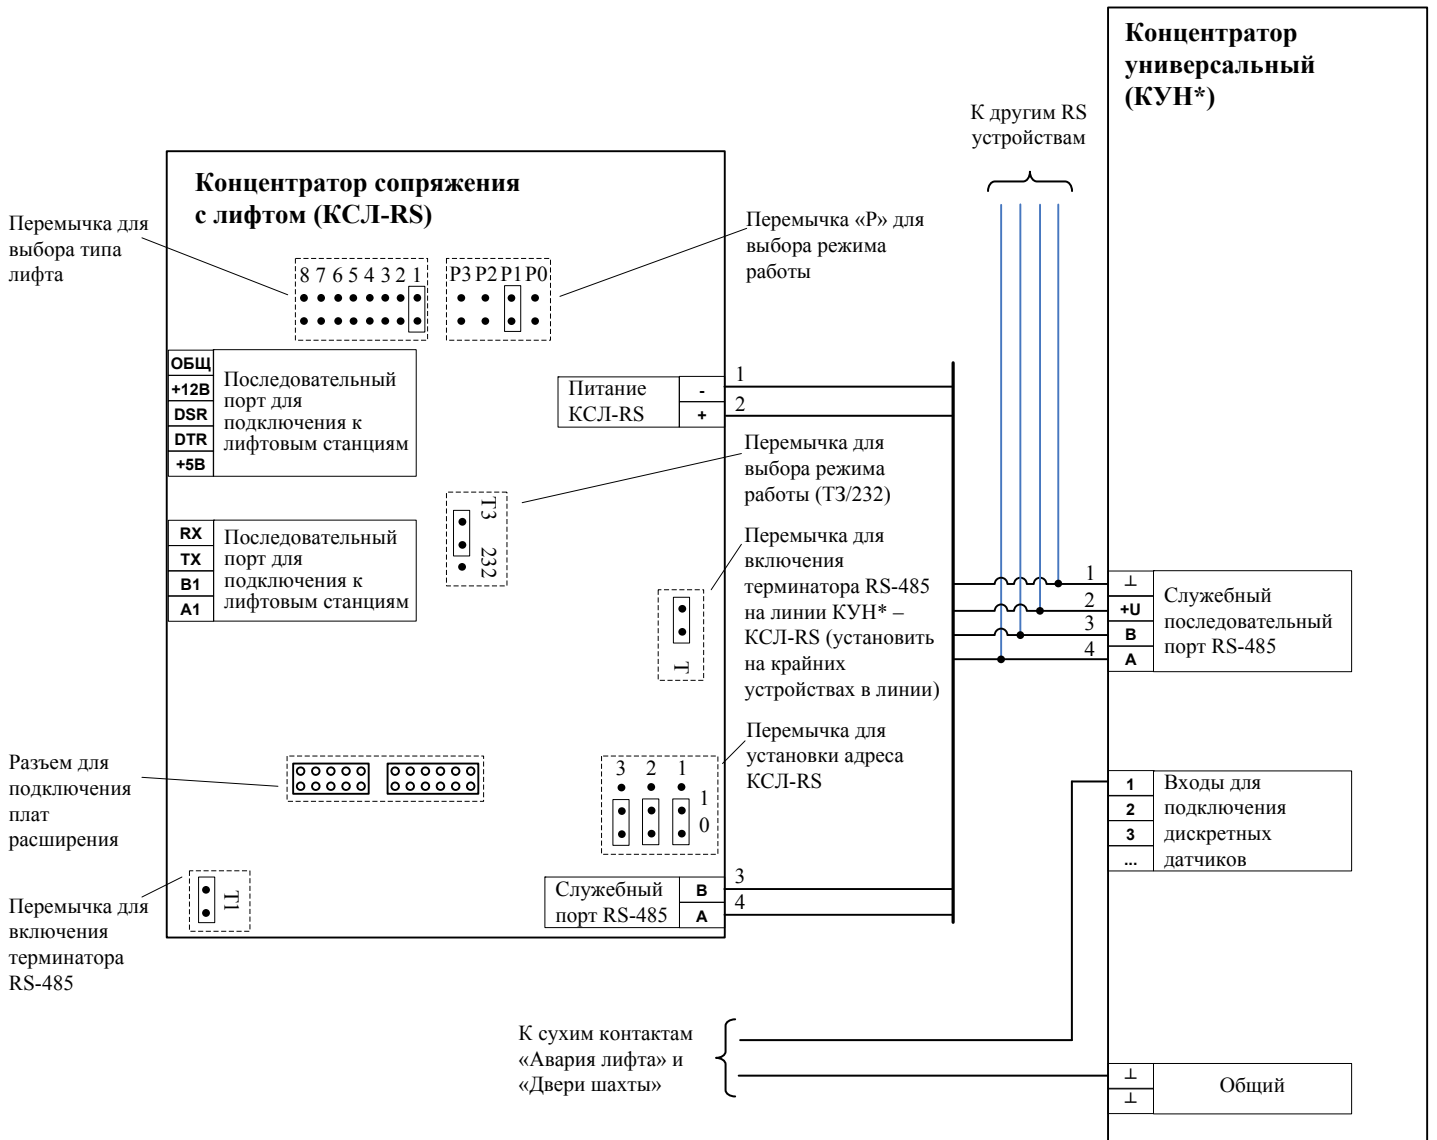 Концентратор
универсальный
(КУН*)
К другим RS
устройствам
Концентратор сопряжения
с лифтом (КСЛ-RS)
Перемычка для
выбора типа
лифта
8 7 6 5 4 3 2 1
P3 P2 P1 P0
Перемычка «Р» для
выбора режима
работы
ОБЩ
+12В
DSR
DTR
+5В
Последовательный
порт для
подключения к
лифтовым станциям
Питание
КСЛ-RS
-
+
1
2
Перемычка для
выбора режима
работы (ТЗ/232)
ТЗ 232
RX
TX
B1
A1
Последовательный
порт для
подключения к
лифтовым станциям
Перемычка для
включения
терминатора RS-485
на линии КУН* –
КСЛ-RS (установить
на крайних
устройствах в линии)
Т
1
2
3
4
⊥
+U
B
A
Служебный
последовательный
порт RS-485
Перемычка для
установки адреса
КСЛ-RS
3 2 1
1
0
Разъем для
подключения
плат
расширения
1
2
3
...
Входы для
подключения
дискретных
датчиков
Перемычка для
включения
терминатора
RS-485
Т1
Служебный
порт RS-485
B
A
3
4
К сухим контактам
«Авария лифта» и
«Двери шахты»
⊥
⊥
Общий